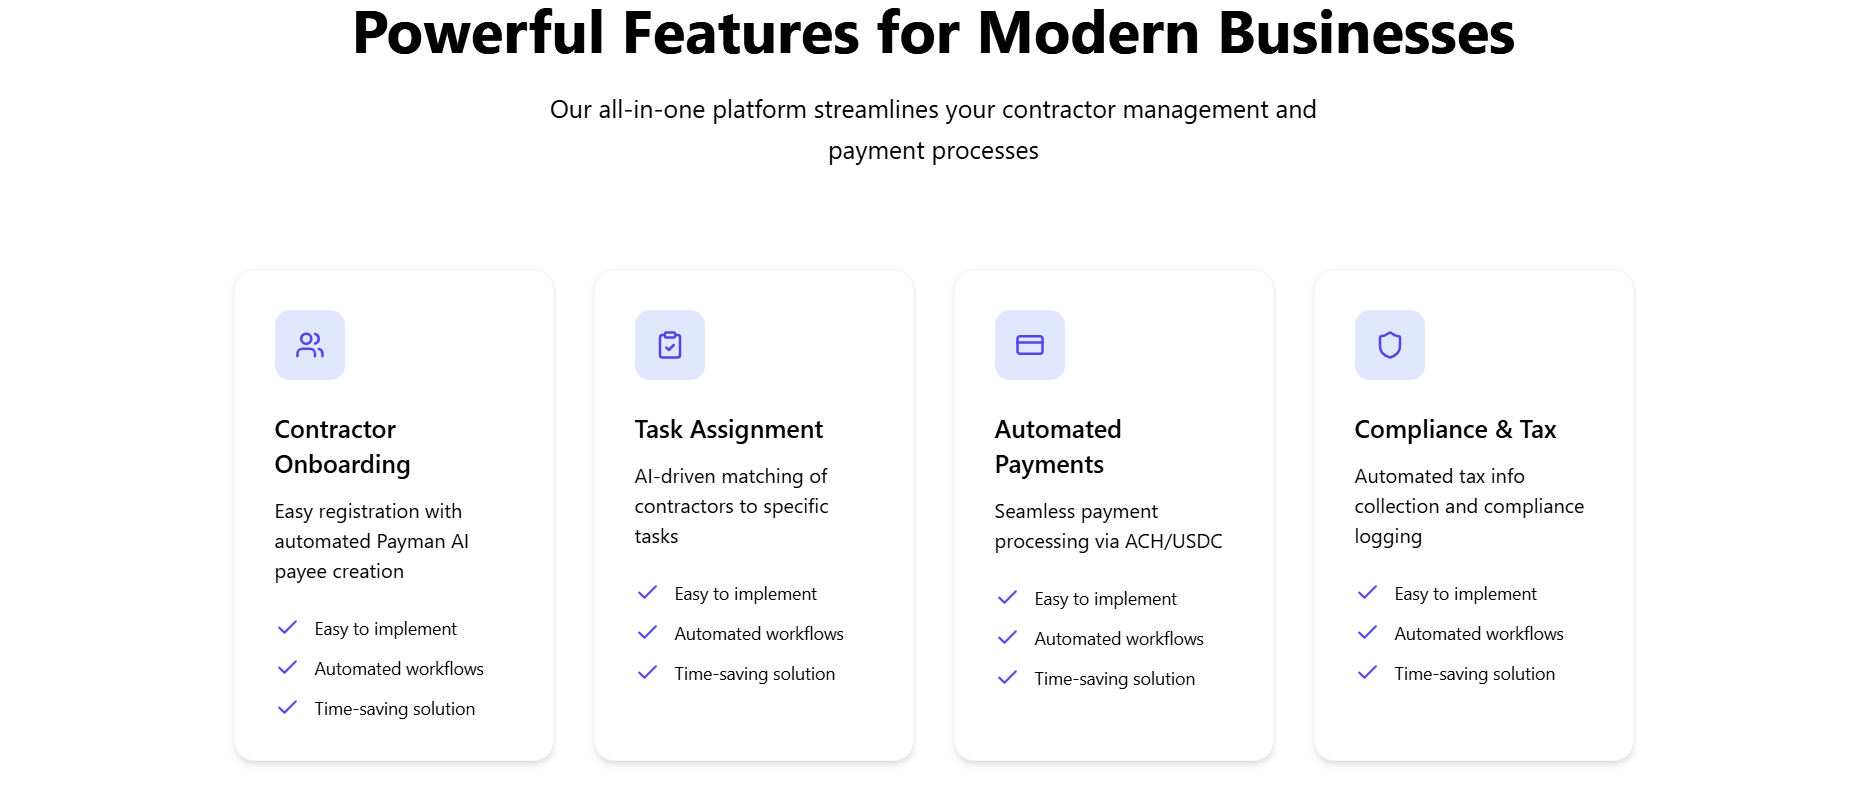 Powerful Features for Modern Businesses
Our all-in-one platform streamlines your contractor management and
payment processes
Contractor
Onboarding
Easy registration with
automated Payman AI
payee creation
Easy to implement
Automated workflows
Time-saving solution
Task Assignment
AI-driven matching of
contractors to specific
tasks
Easy to implement
Automated workflows
Time-saving solution
Automated
Payments
Seamless payment
processing via ACH/USDC
Easy to implement
Automated workflows
Time-saving solution
Compliance & Tax
Automated tax info
collection and compliance
logging
Easy to implement
Automated workflows
Time-saving solution